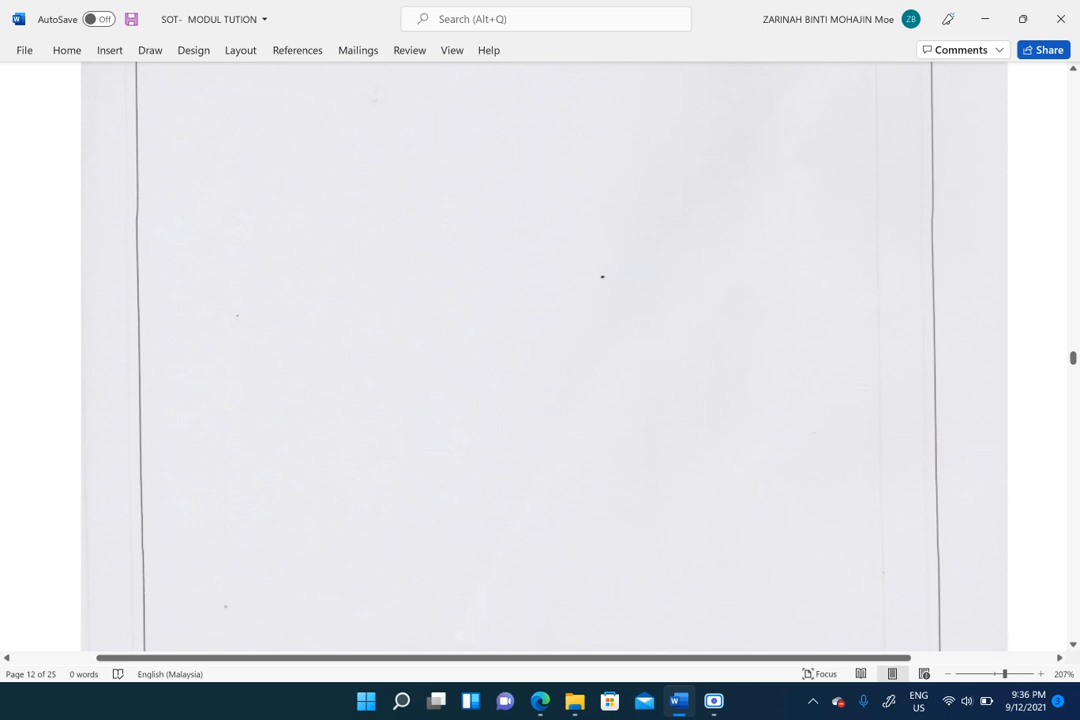 AutoSave Off SOT- MODUL TUTION Search (Alt+Q) ZARINAH BINTI MOHAJIN Moe ZB
File Home Insert Draw Design Layout References Mailings Review View Help Comments Share
Page 12 of 25 0 words English (Malaysia) Focus 207%
ENG
US
9:36 PM
9/12/2021
3